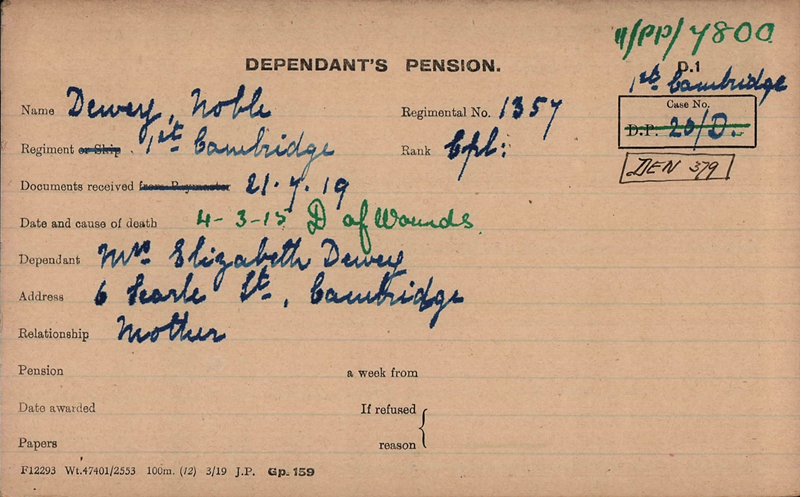 11/PP/7800
DEPENDANT'S PENSION. D.1
1st. Cambridge
Name Dewey, Noble Regimental No. 1357 Case No.
Regiment or Ship . 1st. Cambridge Rank Cpl: D.P. 20/D.
DEN 379
Documents received from Paymaster 21.7.19
Date and cause of death 4-3-15 D of Wounds.
Dependant Mrs Elizabeth Dewey
Address 6 Searle St., Cambridge
Relationship Mother
Pension a week from
Date awarded If refused
Papers reason
F12293 Wt.47401/2553 100m. (12) 3/19 J.P. Gp. 159